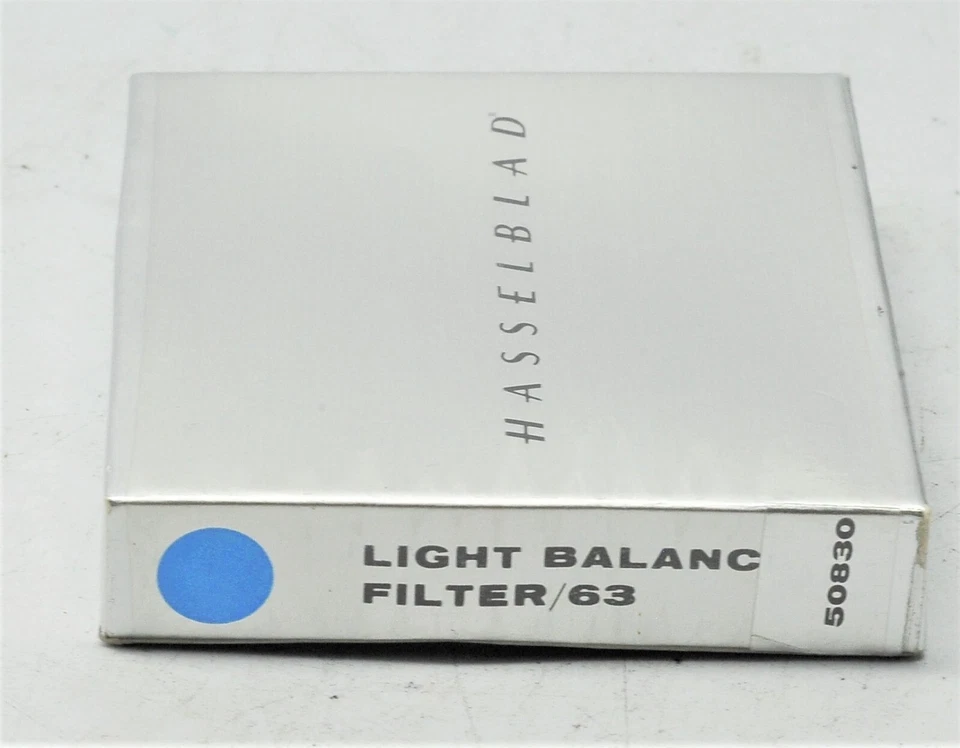 HASSELBLAD
LIGHT BALANC
FILTER/63
50830